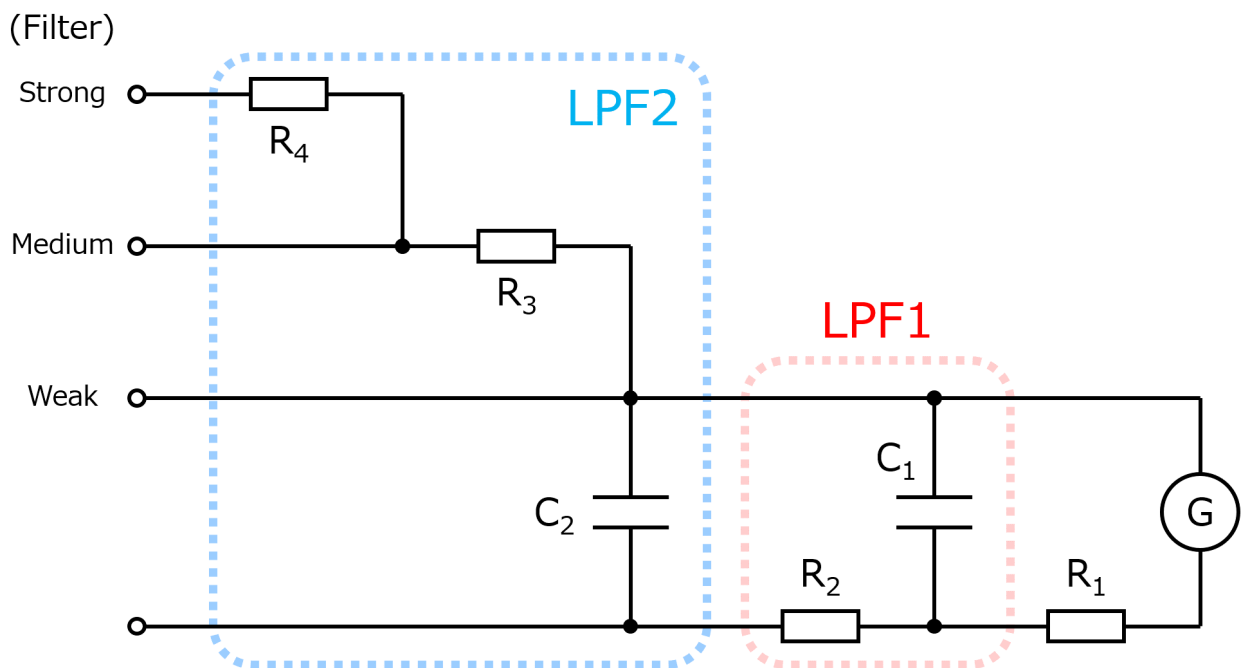 (Filter)
Strong
LPF2
R₄
Medium
R₃
LPF1
Weak
C₁
C₂
G
R₂
R₁